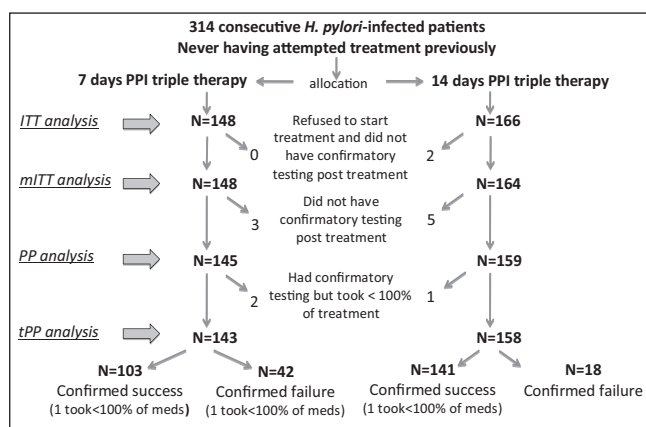 314 consecutive H. pylori-infected patients
Never having attempted treatment previously
7 days PPI triple therapy
allocation
14 days PPI triple therapy
ITT analysis
N=148
Refused to start
treatment and did not
have confirmatory
testing post treatment
N=166
0
2
mITT analysis
N=148
Did not have
confirmatory testing
post treatment
N=164
3
5
PP analysis
N=145
Had confirmatory
testing but took < 100%
of treatment
N=159
2
1
tPP analysis
N=143
N=158
N=103
Confirmed success
(1 took<100% of meds)
N=42
Confirmed failure
(1 took<100% of meds)
N=141
Confirmed success
(1 took<100% of meds)
N=18
Confirmed failure